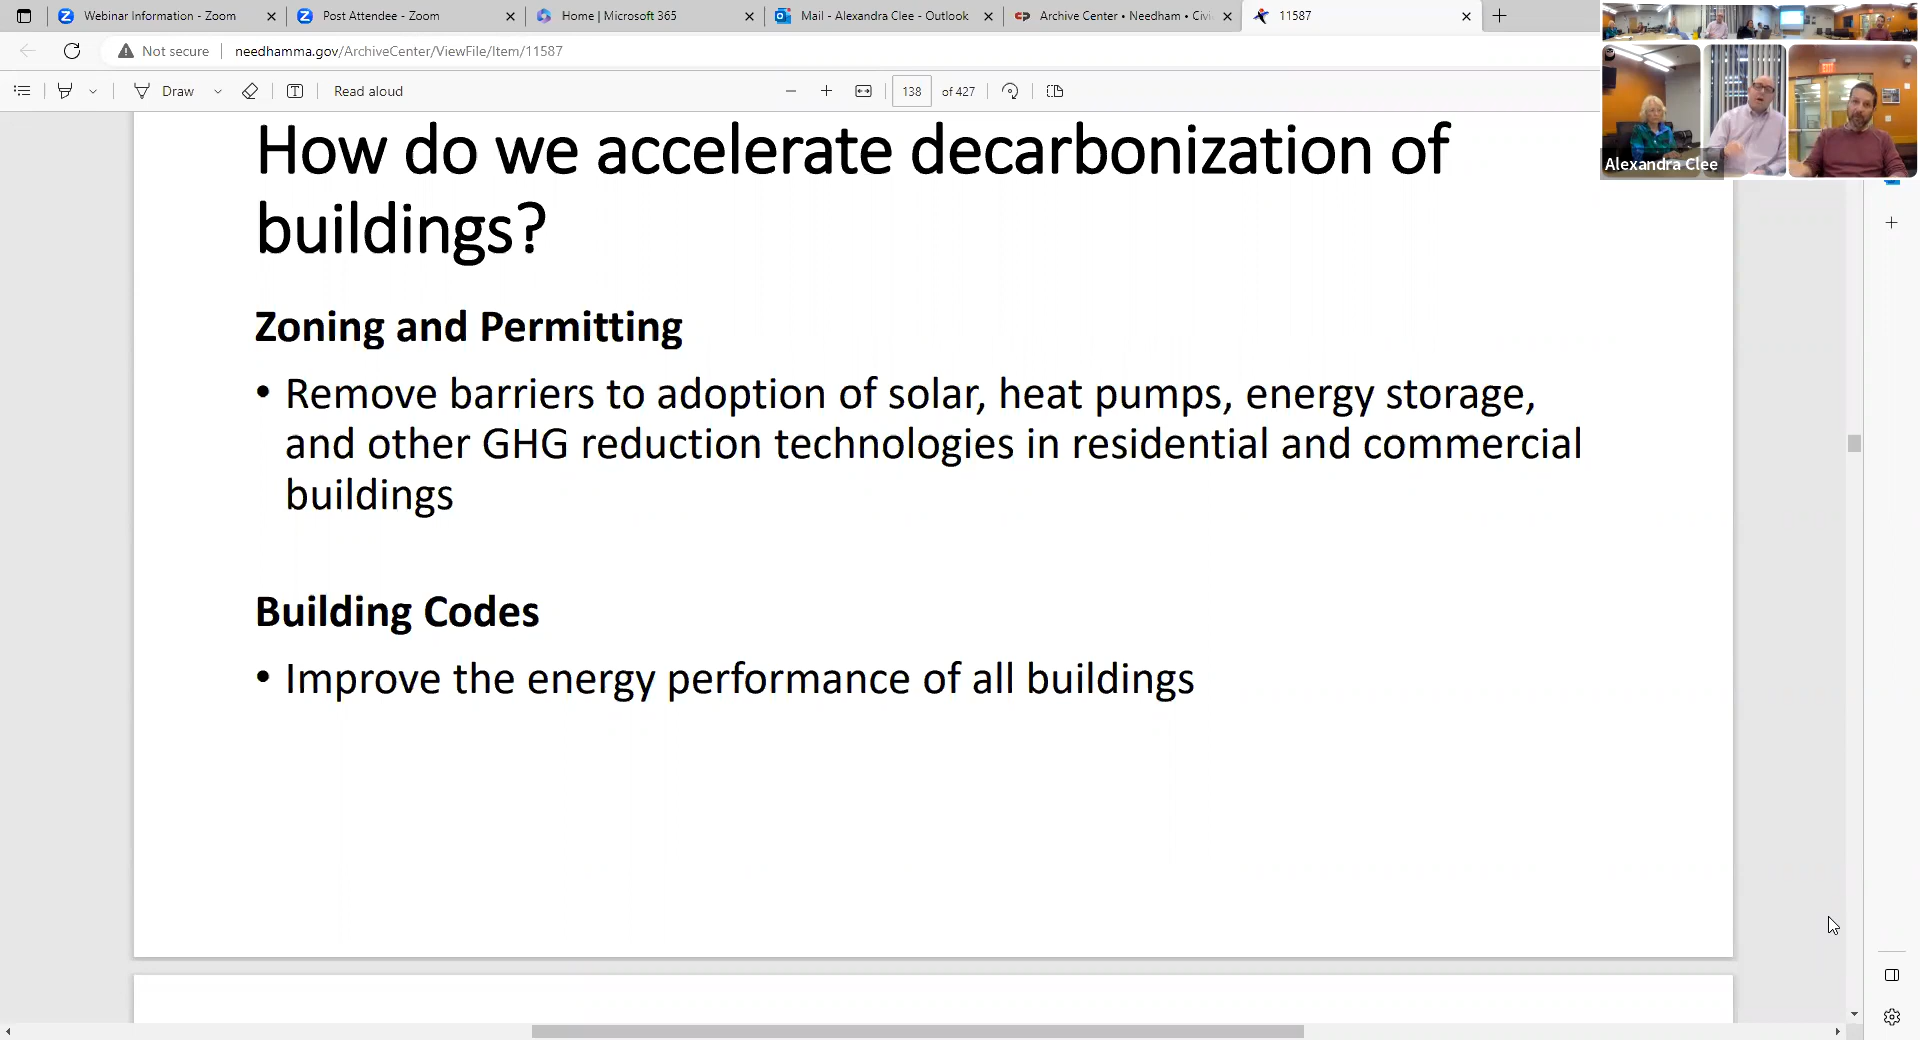 Webinar Information - Zoom
Post Attendee - Zoom
Home | Microsoft 365
Mail - Alexandra Clee - Outlook
Archive Center • Needham • Civi
11587
Not secure
needhamma.gov/ArchiveCenter/ViewFile/Item/11587
Draw
Read aloud
138
of 427
Alexandra Clee
How do we accelerate decarbonization of
buildings?
Zoning and Permitting
• Remove barriers to adoption of solar, heat pumps, energy storage,
and other GHG reduction technologies in residential and commercial
buildings
Building Codes
• Improve the energy performance of all buildings